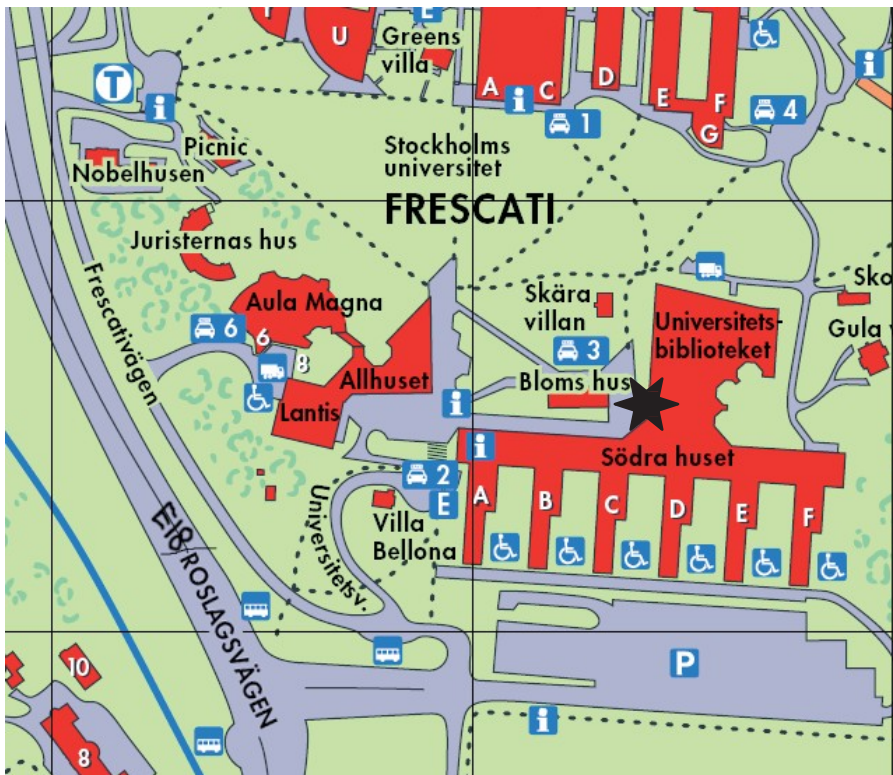 T
U
E
Greens
villa
A
C
D
E
F
G
i
i
i
1
4
Picnic
Nobelhusen
Stockholms
universitet
FRESCATI
Juristernas hus
Frescativägen
Aula Magna
6
6
8
Allhuset
Lantis
Skära
villan
3
Bloms hus
Universitets-
biblioteket
Sko
Gula
i
i
Södra huset
2
E
A
B
C
D
E
F
Villa
Bellona
Universitetsv.
ROSLAGSVÄGEN
P
i
10
8